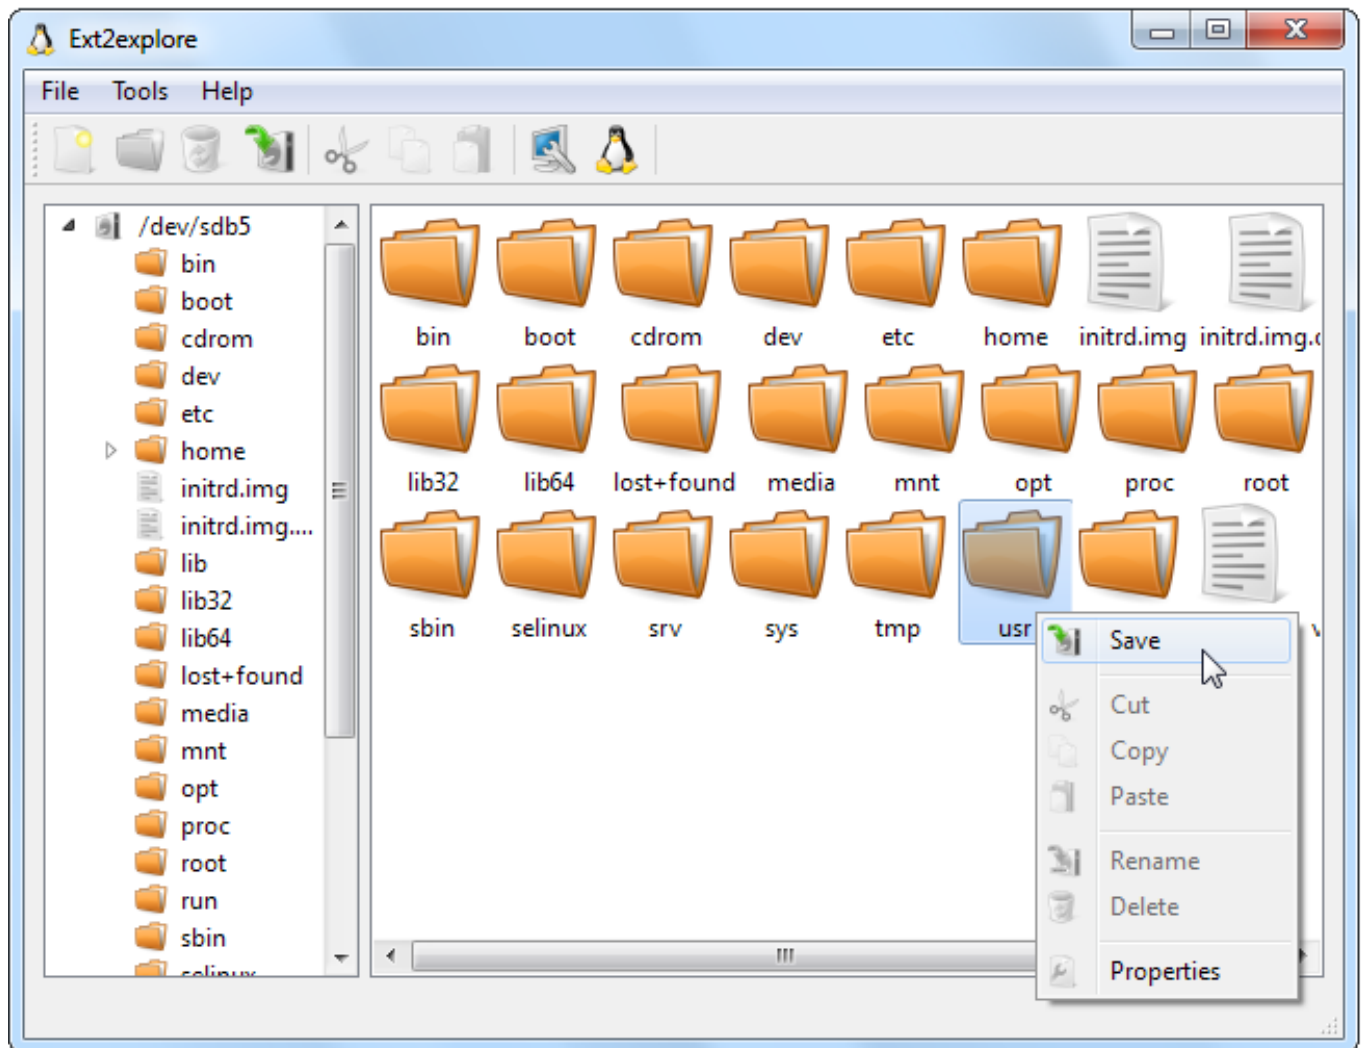 Ext2explore
File Tools Help
/dev/sdb5
bin
boot
cdrom
dev
etc
home
initrd.img
initrd.img....
lib
lib32
lib64
lost+found
media
mnt
opt
proc
root
run
sbin
selinux
bin boot cdrom dev etc home initrd.img initrd.img.
lib32 lib64 lost+found media mnt opt proc root
sbin selinux srv sys tmp usr
Save
Cut
Copy
Paste
Rename
Delete
Properties